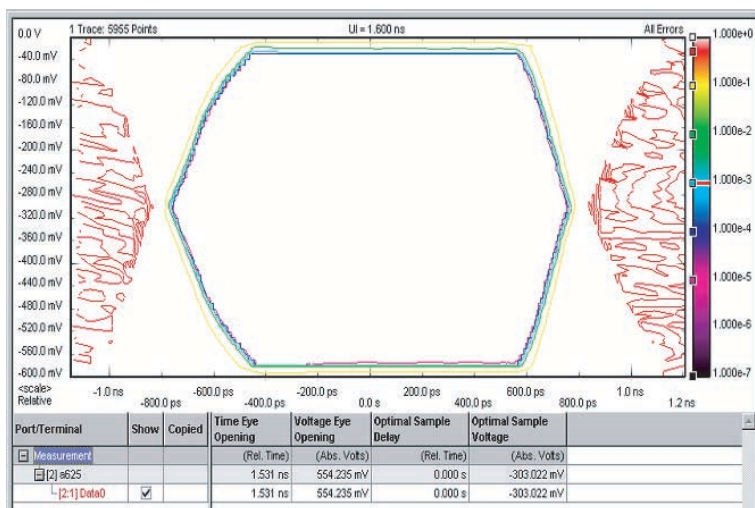 1 Trace: 5955 Points UI = 1.600 ns All Errors
0.0 V
-40.0 mV
-80.0 mV
-120.0 mV
-160.0 mV
-200.0 mV
-240.0 mV
-280.0 mV
-320.0 mV
-360.0 mV
-400.0 mV
-440.0 mV
-480.0 mV
-520.0 mV
-560.0 mV
-600.0 mV
1.000e+0
1.000e-1
1.000e-2
1.000e-3
1.000e-4
1.000e-5
1.000e-6
1.000e-7
<scale>
Relative
-1.0 ns -600.0 ps -200.0 ps 200.0 ps 600.0 ps 1.0 ns
-800.0 ps -400.0 ps 0.0 s 400.0 ps 800.0 ps 1.2 ns
Port/Terminal Show Copied Time Eye Opening Voltage Eye Opening Optimal Sample Delay Optimal Sample Voltage
Measurement (Rel. Time) (Abs. Volts) (Rel. Time) (Abs. Volts)
[2] e625 1.531 ns 554.235 mV 0.000 s -303.022 mV
[2:1] Data0 1.531 ns 554.235 mV 0.000 s -303.022 mV